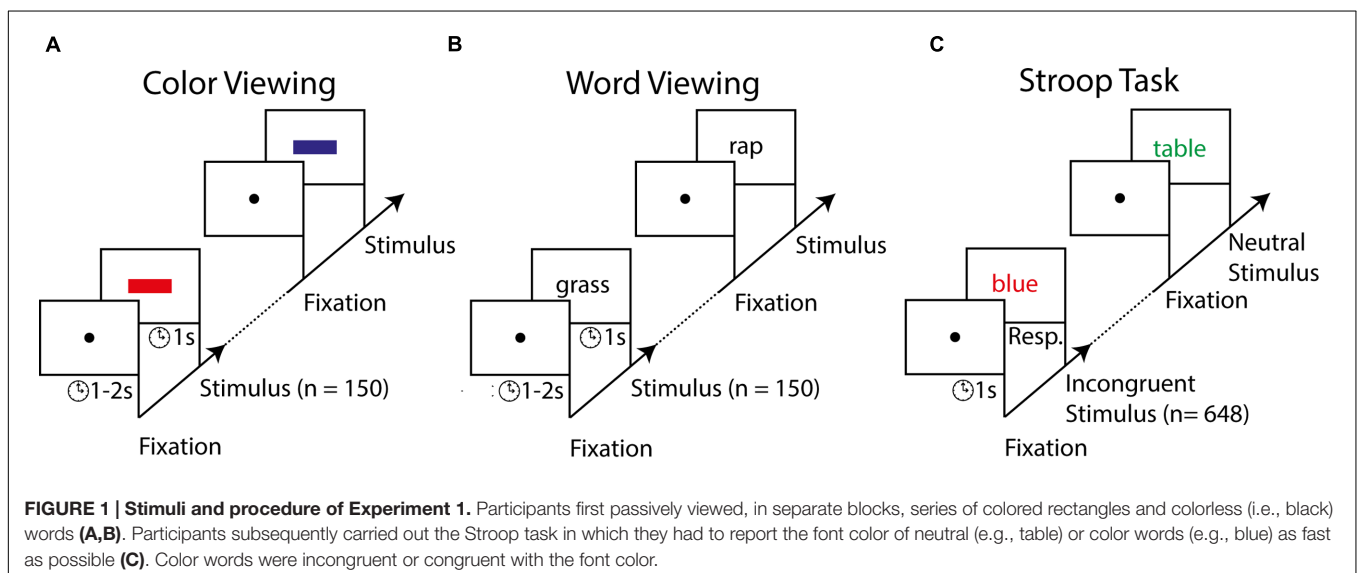 A
Color Viewing
Stimulus
Fixation
1s
1-2s
Stimulus (n = 150)
Fixation
B
Word Viewing
rap
Stimulus
grass
Fixation
1s
: 1-2s
Stimulus (n = 150)
Fixation
C
Stroop Task
table
Neutral
Stimulus
blue
Fixation
Resp.
1s
Incongruent
Stimulus (n= 648)
Fixation
FIGURE 1 | Stimuli and procedure of Experiment 1. Participants first passively viewed, in separate blocks, series of colored rectangles and colorless (i.e., black)
words (A,B). Participants subsequently carried out the Stroop task in which they had to report the font color of neutral (e.g., table) or color words (e.g., blue) as fast
as possible (C). Color words were incongruent or congruent with the font color.